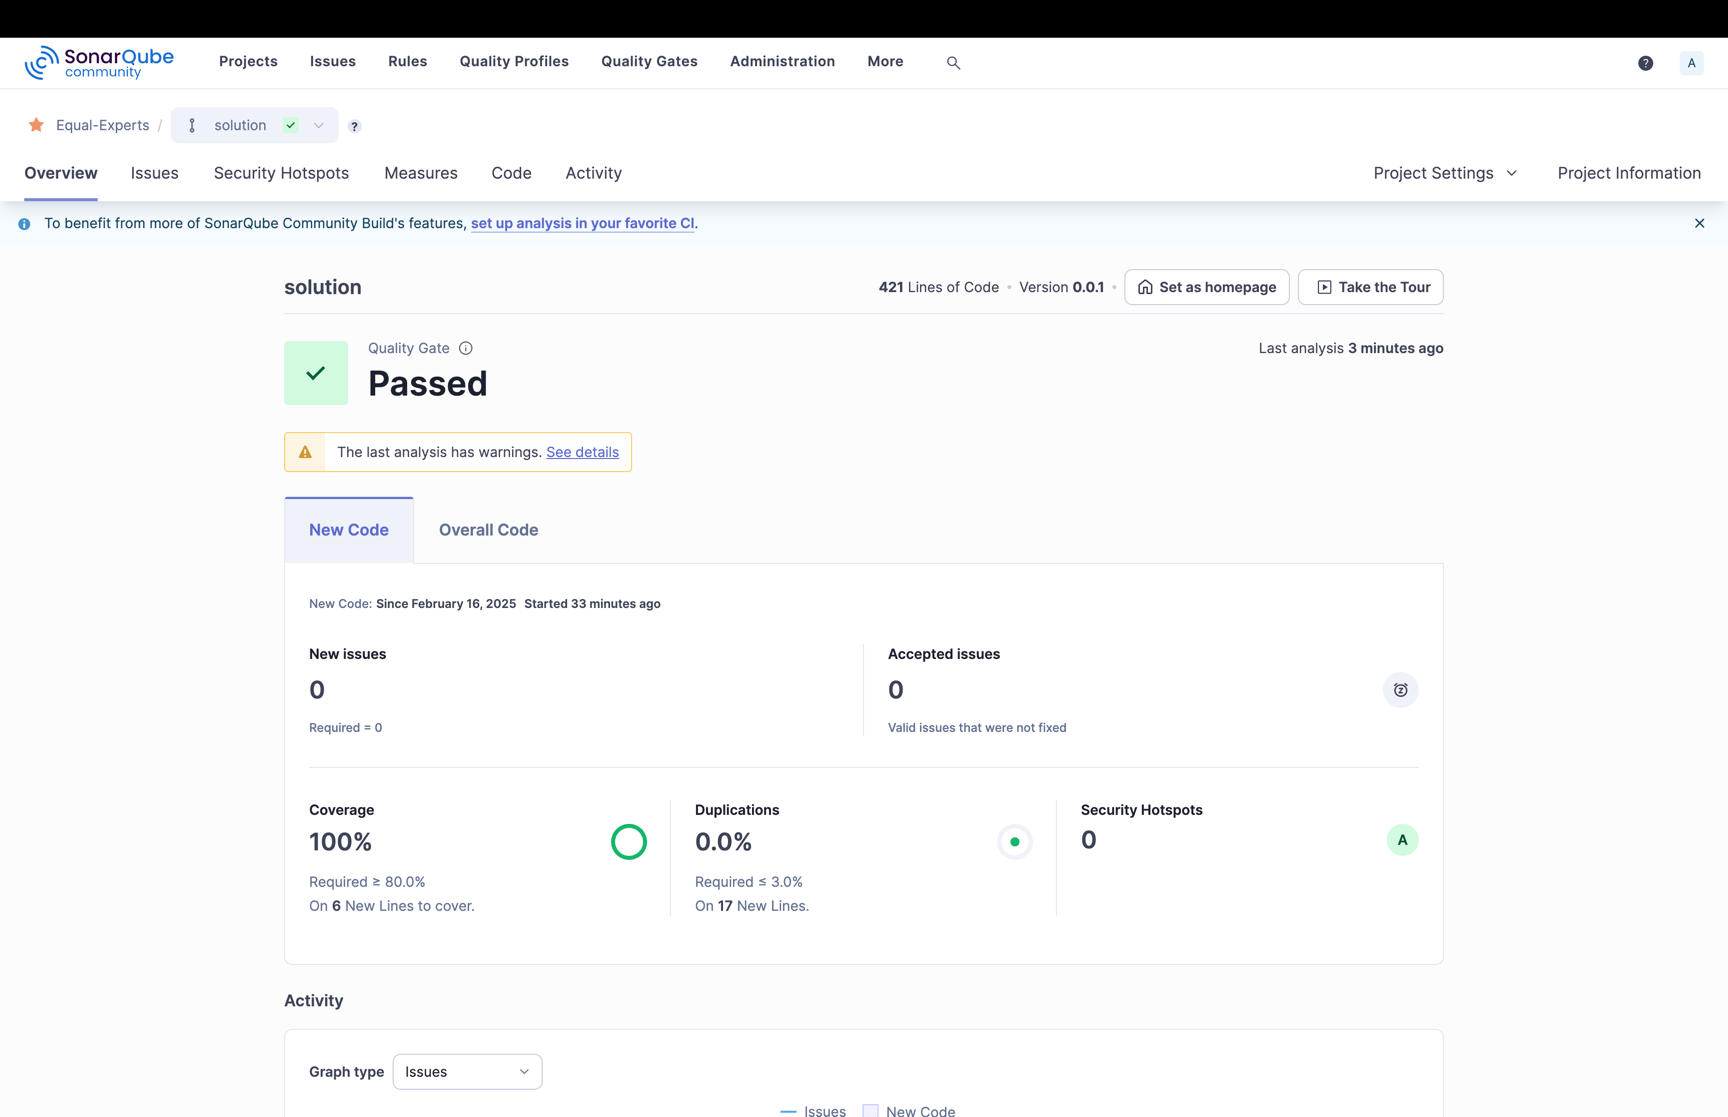 SonarQube
community
Projects
Issues
Rules
Quality Profiles
Quality Gates
Administration
More
?
A
Equal-Experts /
solution
?
Overview
Issues
Security Hotspots
Measures
Code
Activity
Project Settings
Project Information
To benefit from more of SonarQube Community Build's features, set up analysis in your favorite CI.
solution
421 Lines of Code • Version 0.0.1 •
Set as homepage
Take the Tour
Quality Gate
Passed
Last analysis 3 minutes ago
The last analysis has warnings. See details
New Code
Overall Code
New Code: Since February 16, 2025 Started 33 minutes ago
New issues
0
Required = 0
Accepted issues
0
Valid issues that were not fixed
Coverage
100%
Required ≥ 80.0%
On 6 New Lines to cover.
Duplications
0.0%
Required ≤ 3.0%
On 17 New Lines.
Security Hotspots
0
A
Activity
Graph type
Issues
Issues
New Code